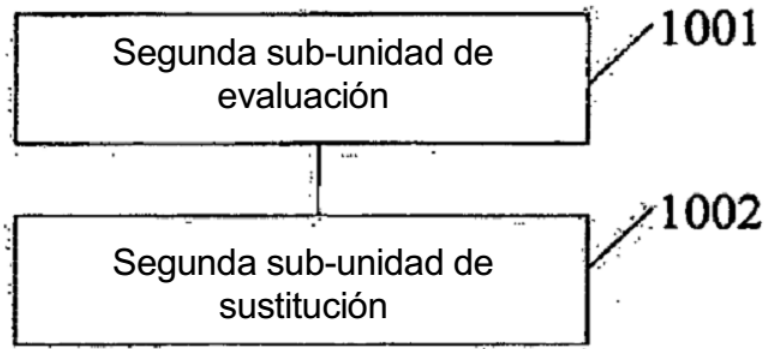 Segunda sub-unidad de
evaluación
1001
Segunda sub-unidad de
sustitución
1002